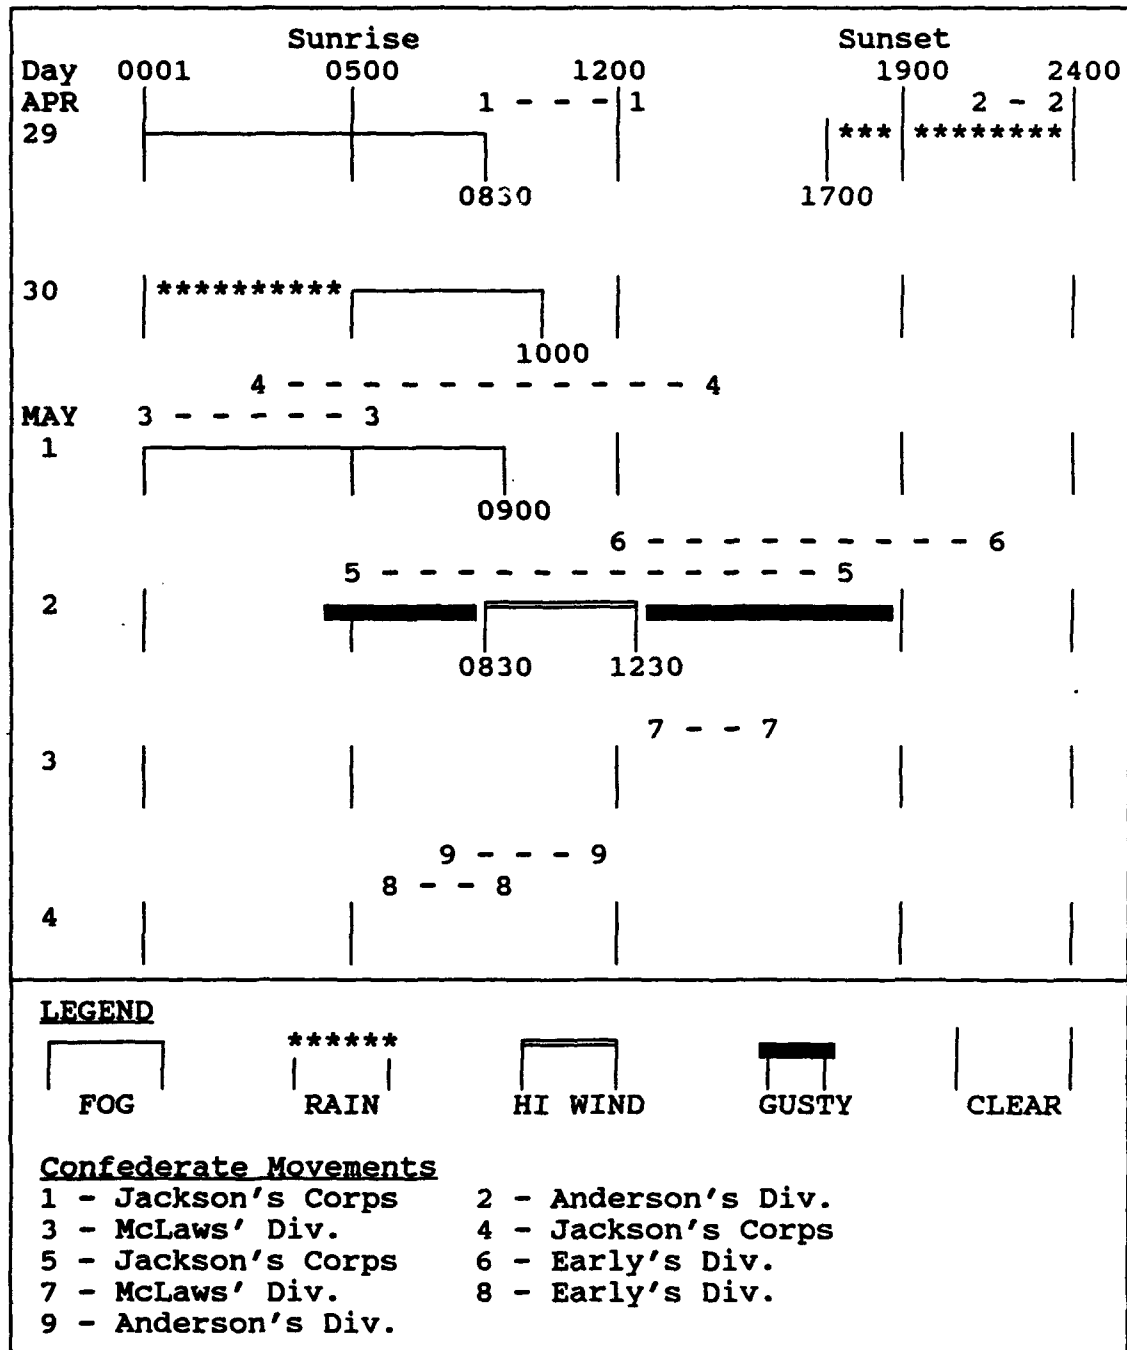 Sunrise Sunset
Day 0001 0500 1200 1900 2400
APR 1 - - - 1 2 - 2
29 *** ********
0830 1700
30 **********
1000
4 - - - - - - - - - - - 4
MAY 3 - - - - - 3
1
0900
6 - - - - - - - - - 6
5 - - - - - - - - - - - - 5
2
0830 1230
7 - - 7
3
9 - - - 9
8 - - 8
4
LEGEND
******
FOG RAIN HI WIND GUSTY CLEAR
Confederate Movements
1 - Jackson's Corps 2 - Anderson's Div.
3 - McLaws' Div. 4 - Jackson's Corps
5 - Jackson's Corps 6 - Early's Div.
7 - McLaws' Div. 8 - Early's Div.
9 - Anderson's Div.